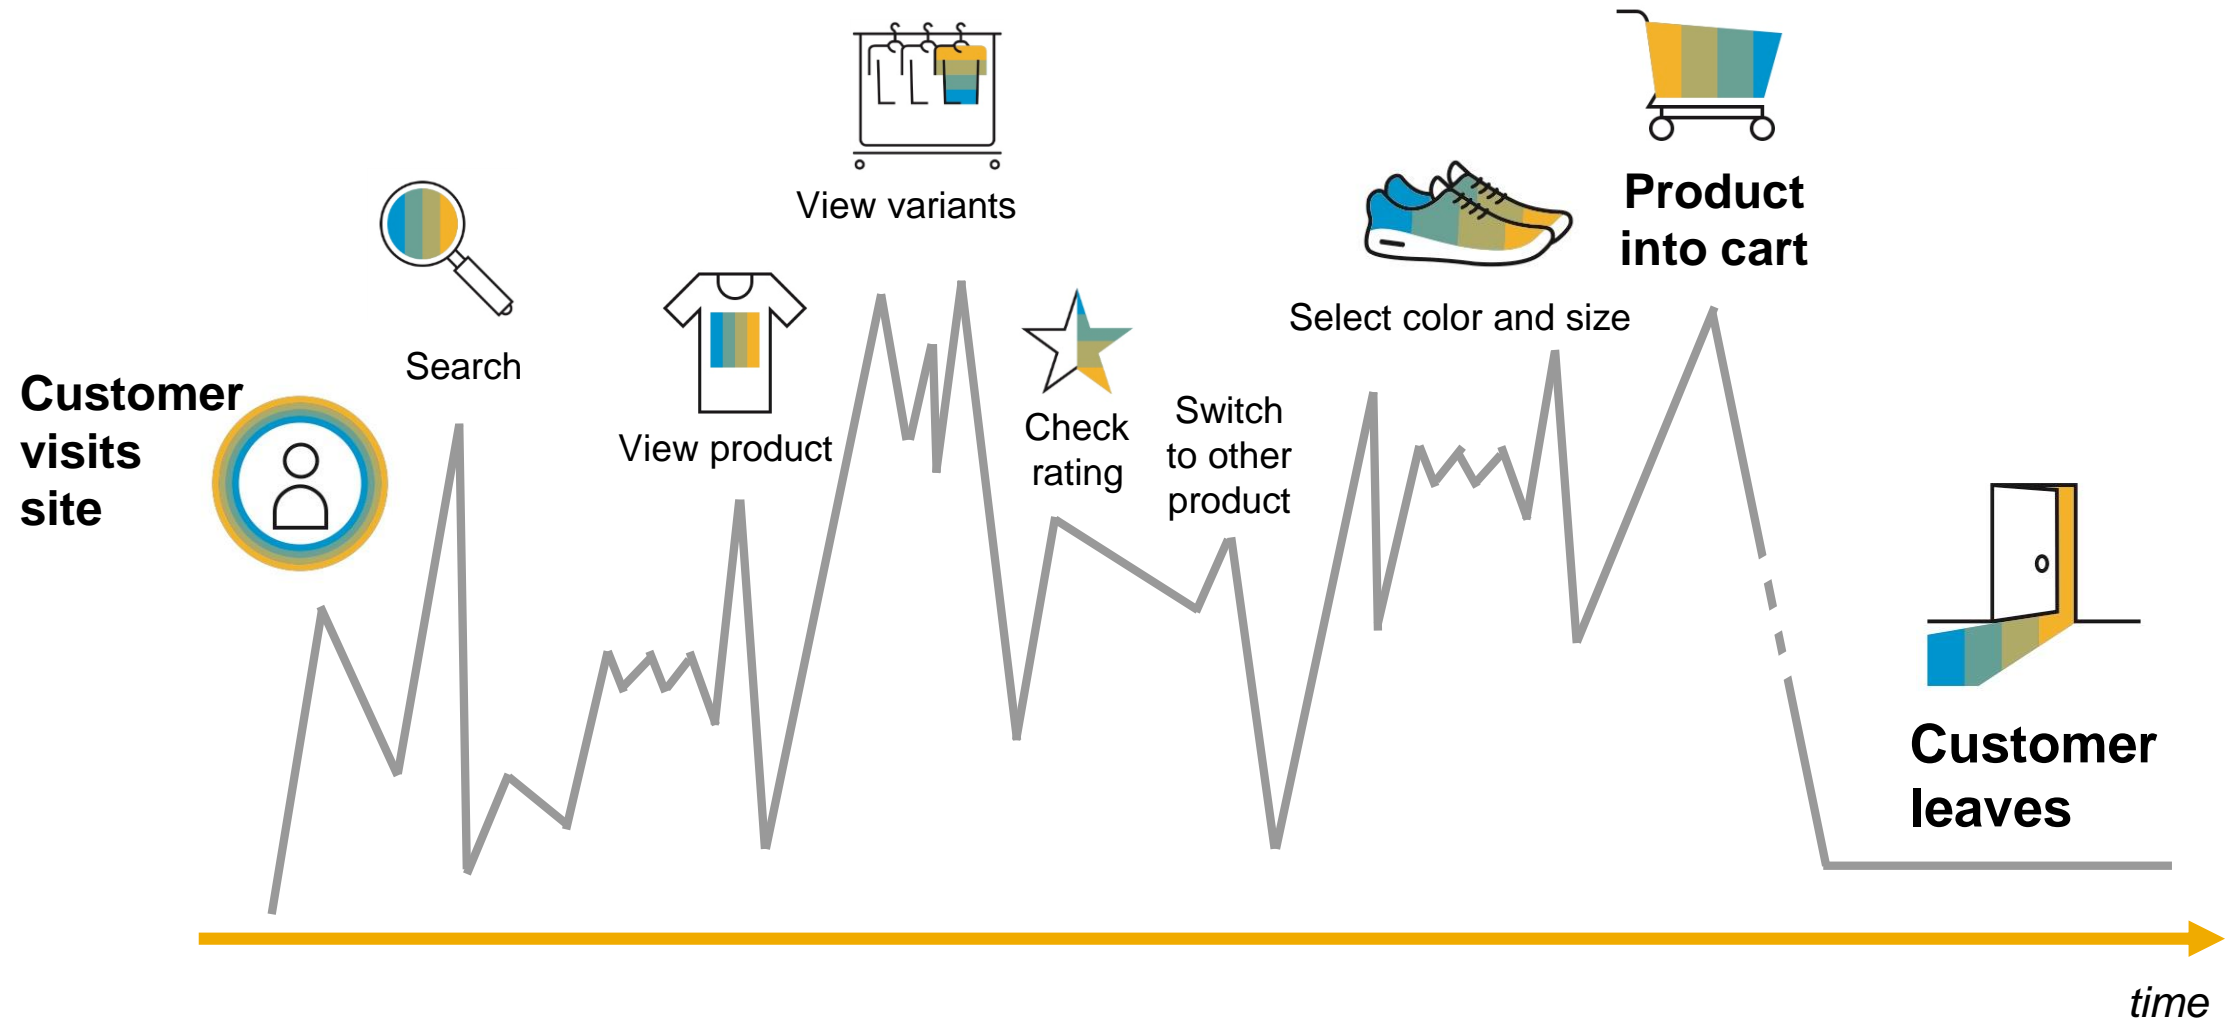 Customer
visits
site
Search
View product
View variants
Check
rating
Switch
to other
product
Select color and size
Product
into cart
Customer
leaves
time